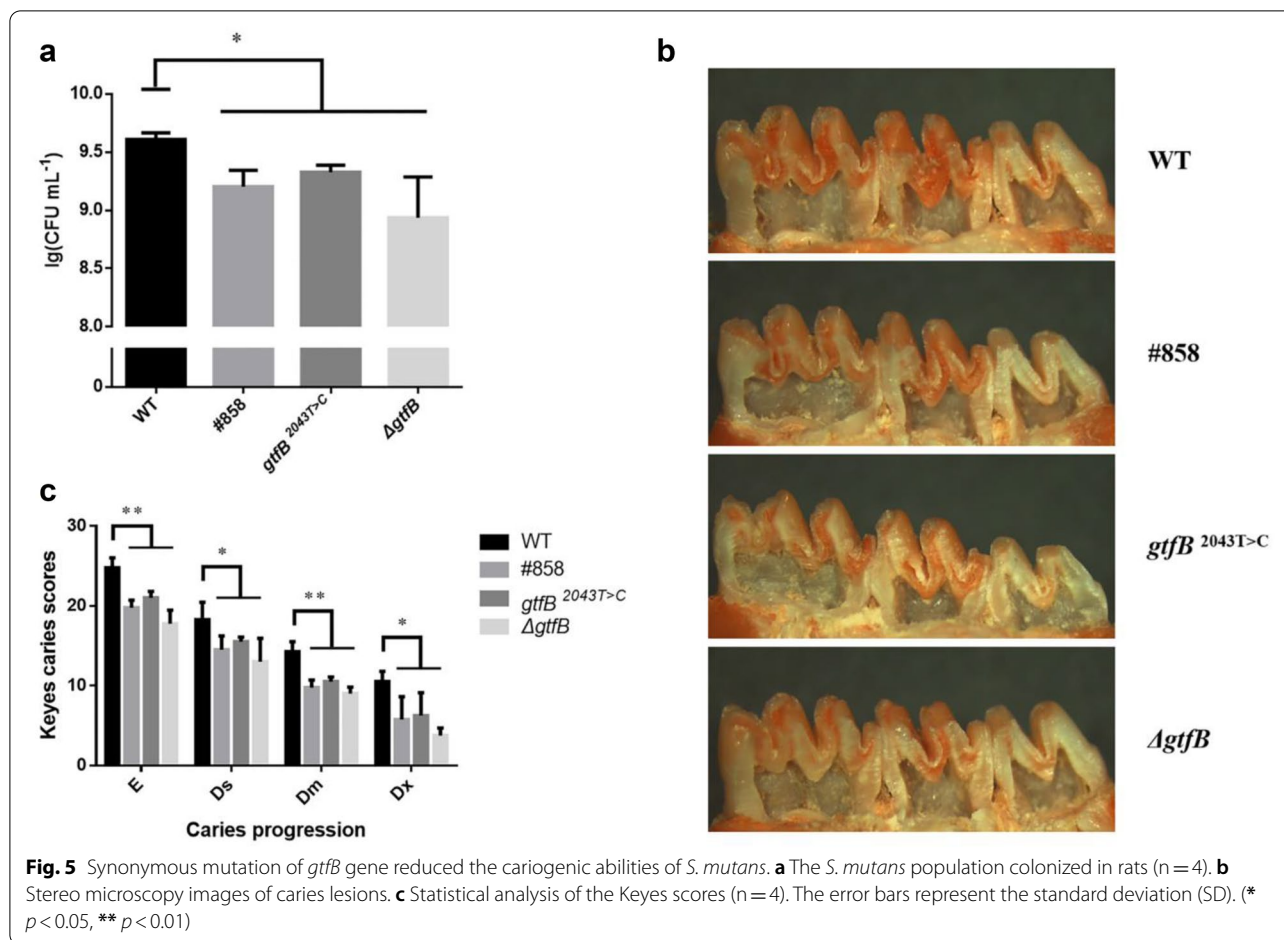 a
*
10.0
9.5
9.0
8.5
8.0
0
lg(CFU mL⁻¹)
WT
#858
gtfB 2043T>C
ΔgtfB
b
WT
#858
gtfB 2043T>C
ΔgtfB
c
30
20
10
0
Keyes caries scores
**
*
**
*
WT
#858
gtfB 2043T>C
ΔgtfB
E
Ds
Dm
Dx
Caries progression
Fig. 5 Synonymous mutation of gtfB gene reduced the cariogenic abilities of S. mutans. a The S. mutans population colonized in rats (n = 4). b
Stereo microscopy images of caries lesions. c Statistical analysis of the Keyes scores (n = 4). The error bars represent the standard deviation (SD). (*
p < 0.05, ** p < 0.01)